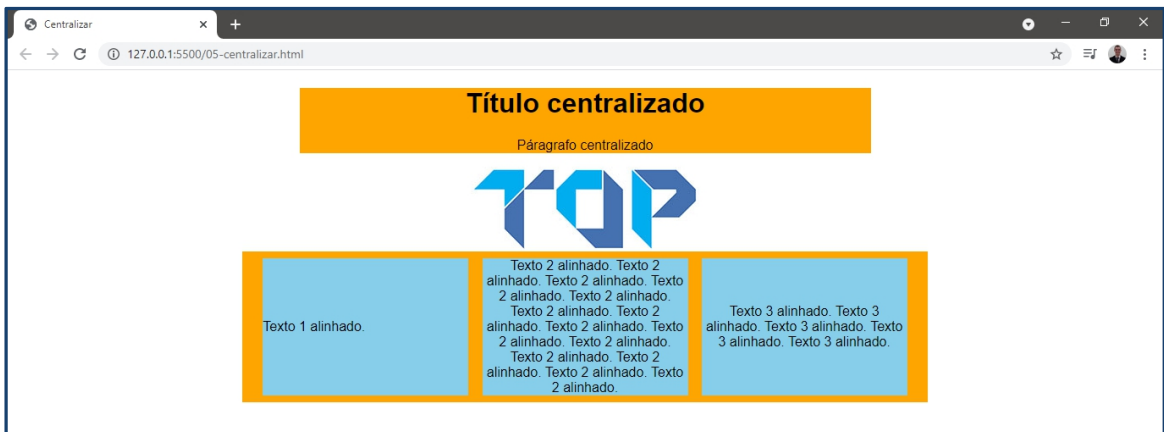 Centralizar
127.0.0.1:5500/05-centralizar.html
Título centralizado
Páragrafo centralizado
TOP
Texto 1 alinhado.
Texto 2 alinhado. Texto 2
alinhado. Texto 2 alinhado. Texto
2 alinhado. Texto 2 alinhado.
Texto 2 alinhado. Texto 2
alinhado. Texto 2 alinhado. Texto
2 alinhado. Texto 2 alinhado.
Texto 2 alinhado. Texto 2
alinhado. Texto 2 alinhado. Texto
2 alinhado.
Texto 3 alinhado. Texto 3
alinhado. Texto 3 alinhado. Texto
3 alinhado. Texto 3 alinhado.